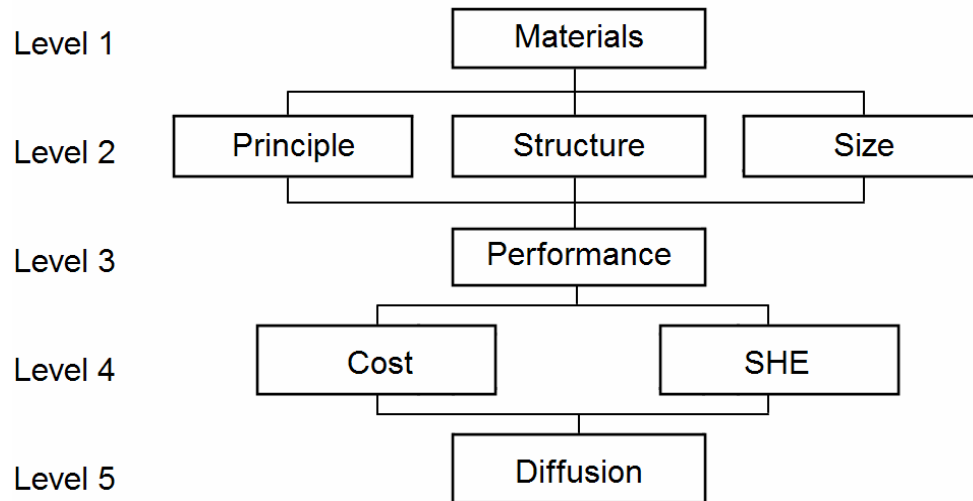 Level 1
Materials
Level 2
Principle
Structure
Size
Level 3
Performance
Level 4
Cost
SHE
Level 5
Diffusion